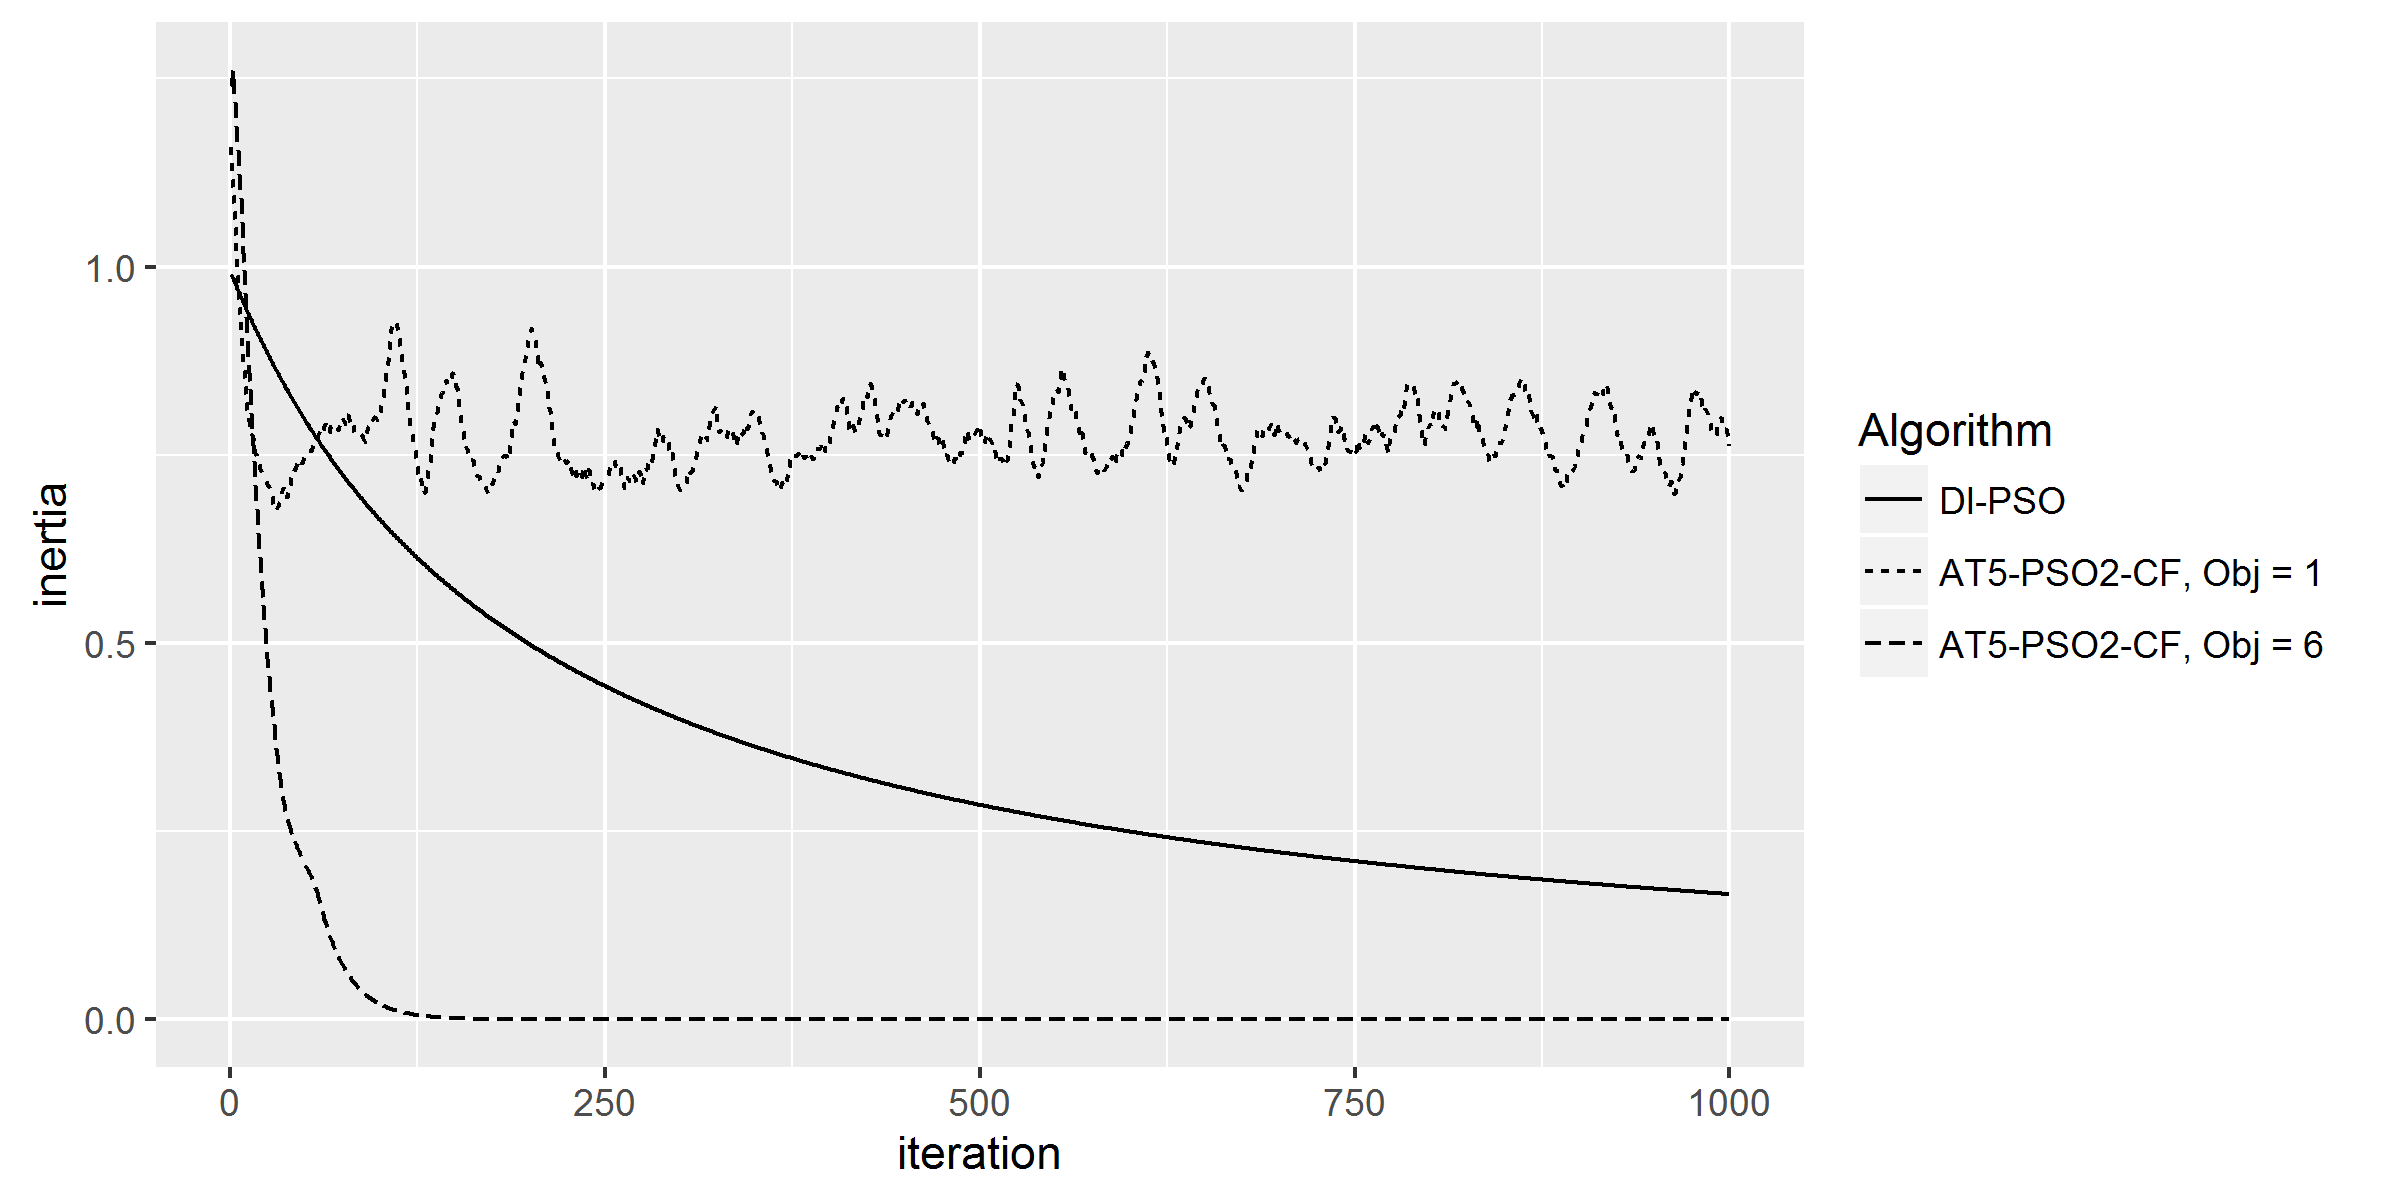 1.0
0.5
0.0
inertia
0
250
500
750
1000
iteration
Algorithm
DI-PSO
AT5-PSO2-CF, Obj = 1
AT5-PSO2-CF, Obj = 6